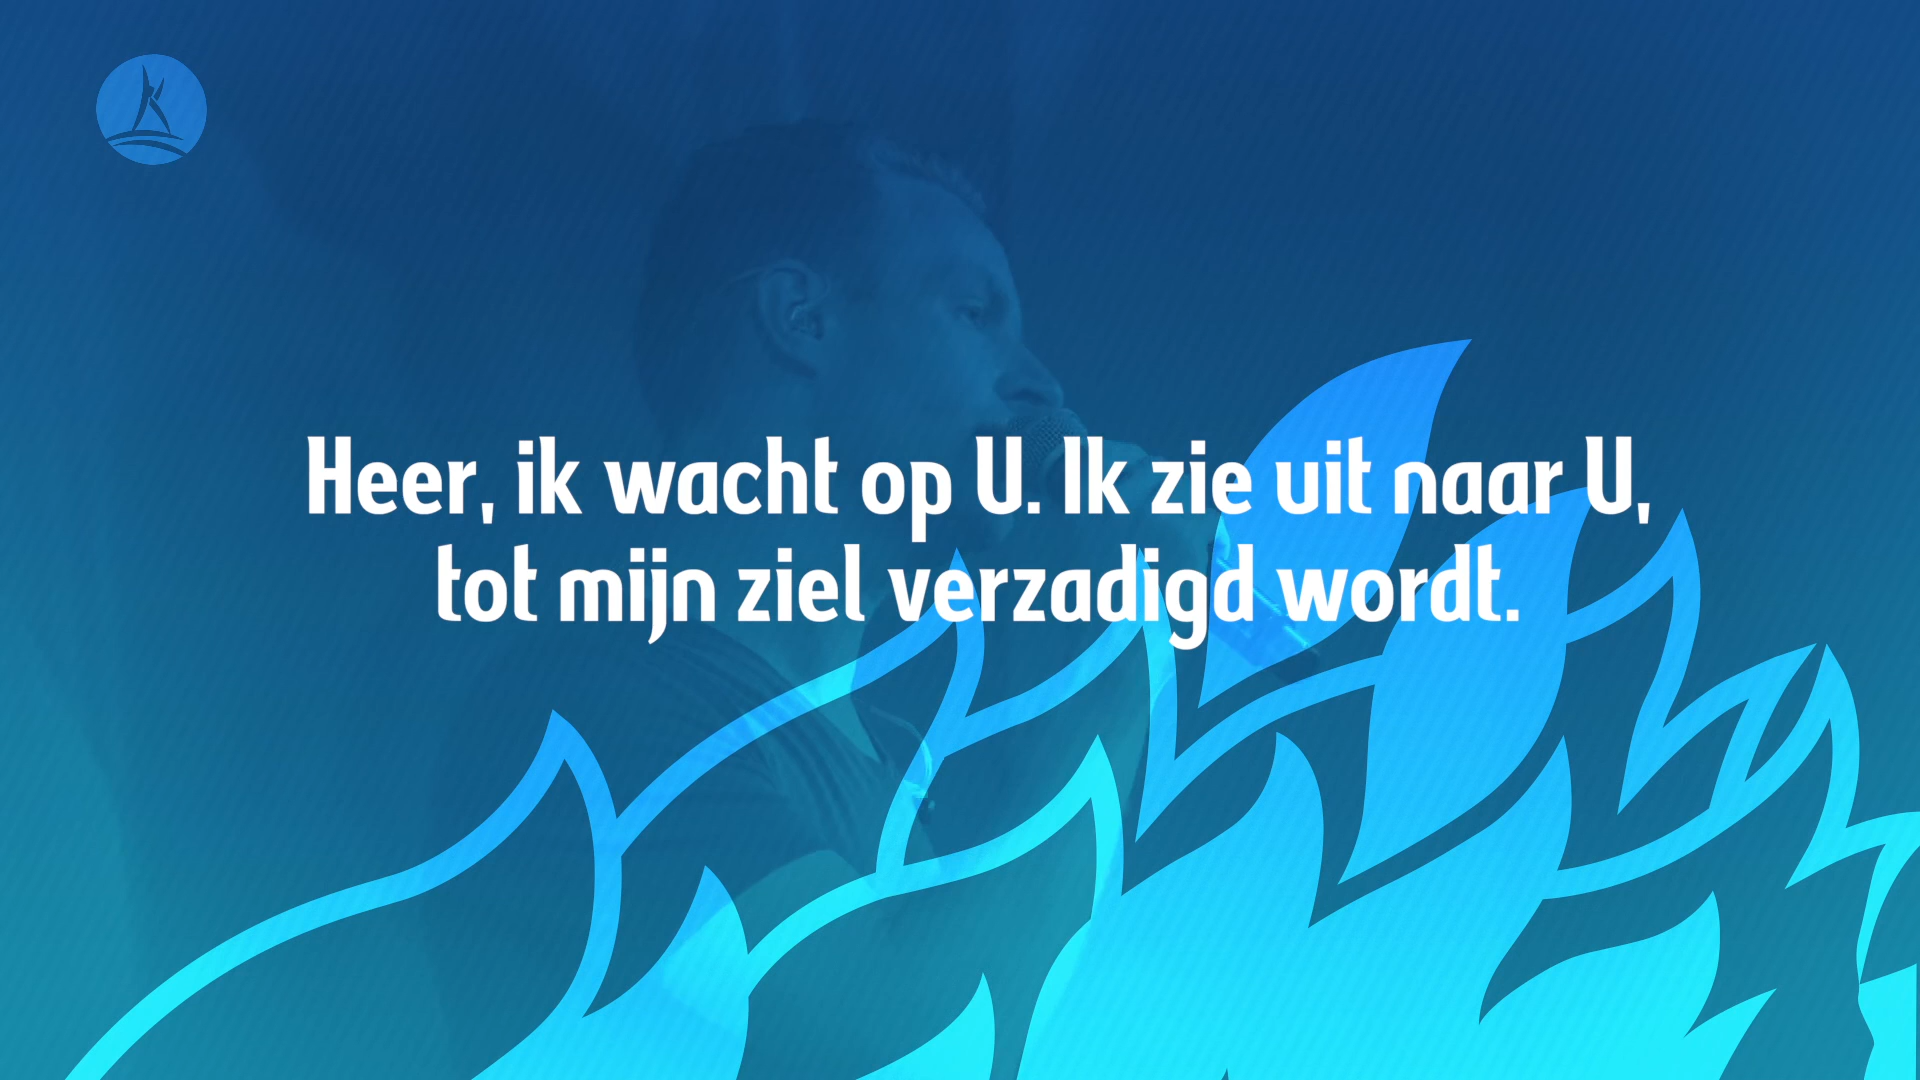 Heer, ik wacht op U. Ik zie uit naar U,
tot mijn ziel verzadigd wordt.